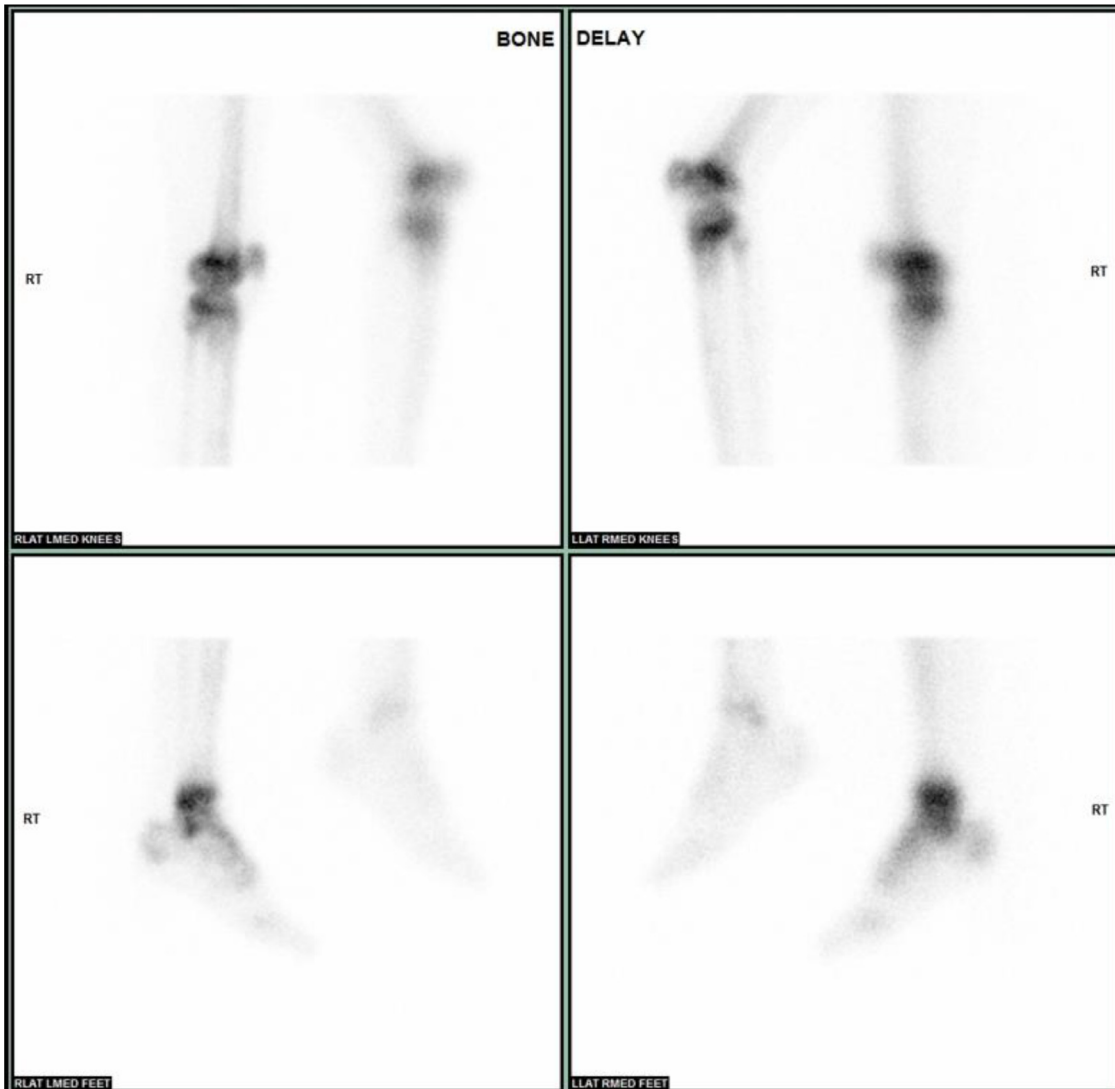 BONE
DELAY
RT
RT
RLAT LMED KNEES
LLAT RMED KNEES
RT
RT
RLAT LMED FEET
LLAT RMED FEET